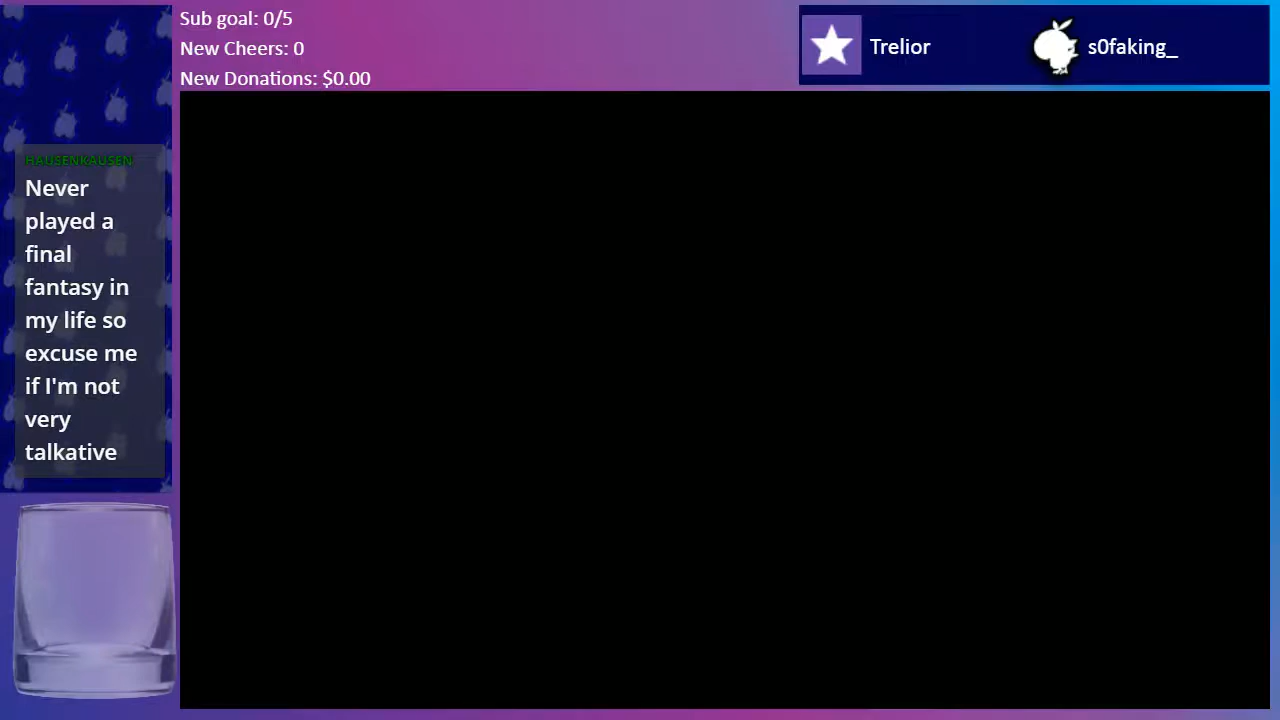 Sub goal: 0/5
New Cheers: 0
New Donations: $0.00
Trelior
s0faking_
HAUSENKAUSEN
Never
played a
final
fantasy in
my life so
excuse me
if I'm not
very
talkative